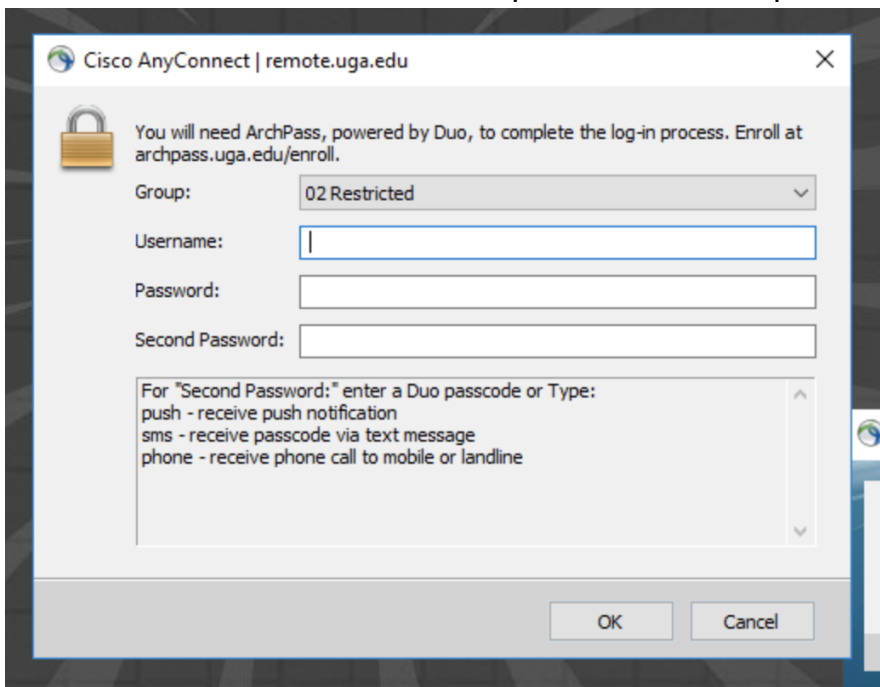 Cisco AnyConnect | remote.uga.edu
You will need ArchPass, powered by Duo, to complete the log-in process. Enroll at
archpass.uga.edu/enroll.
Group: 02 Restricted
Username:
Password:
Second Password:
For "Second Password:" enter a Duo passcode or Type:
push - receive push notification
sms - receive passcode via text message
phone - receive phone call to mobile or landline
OK Cancel